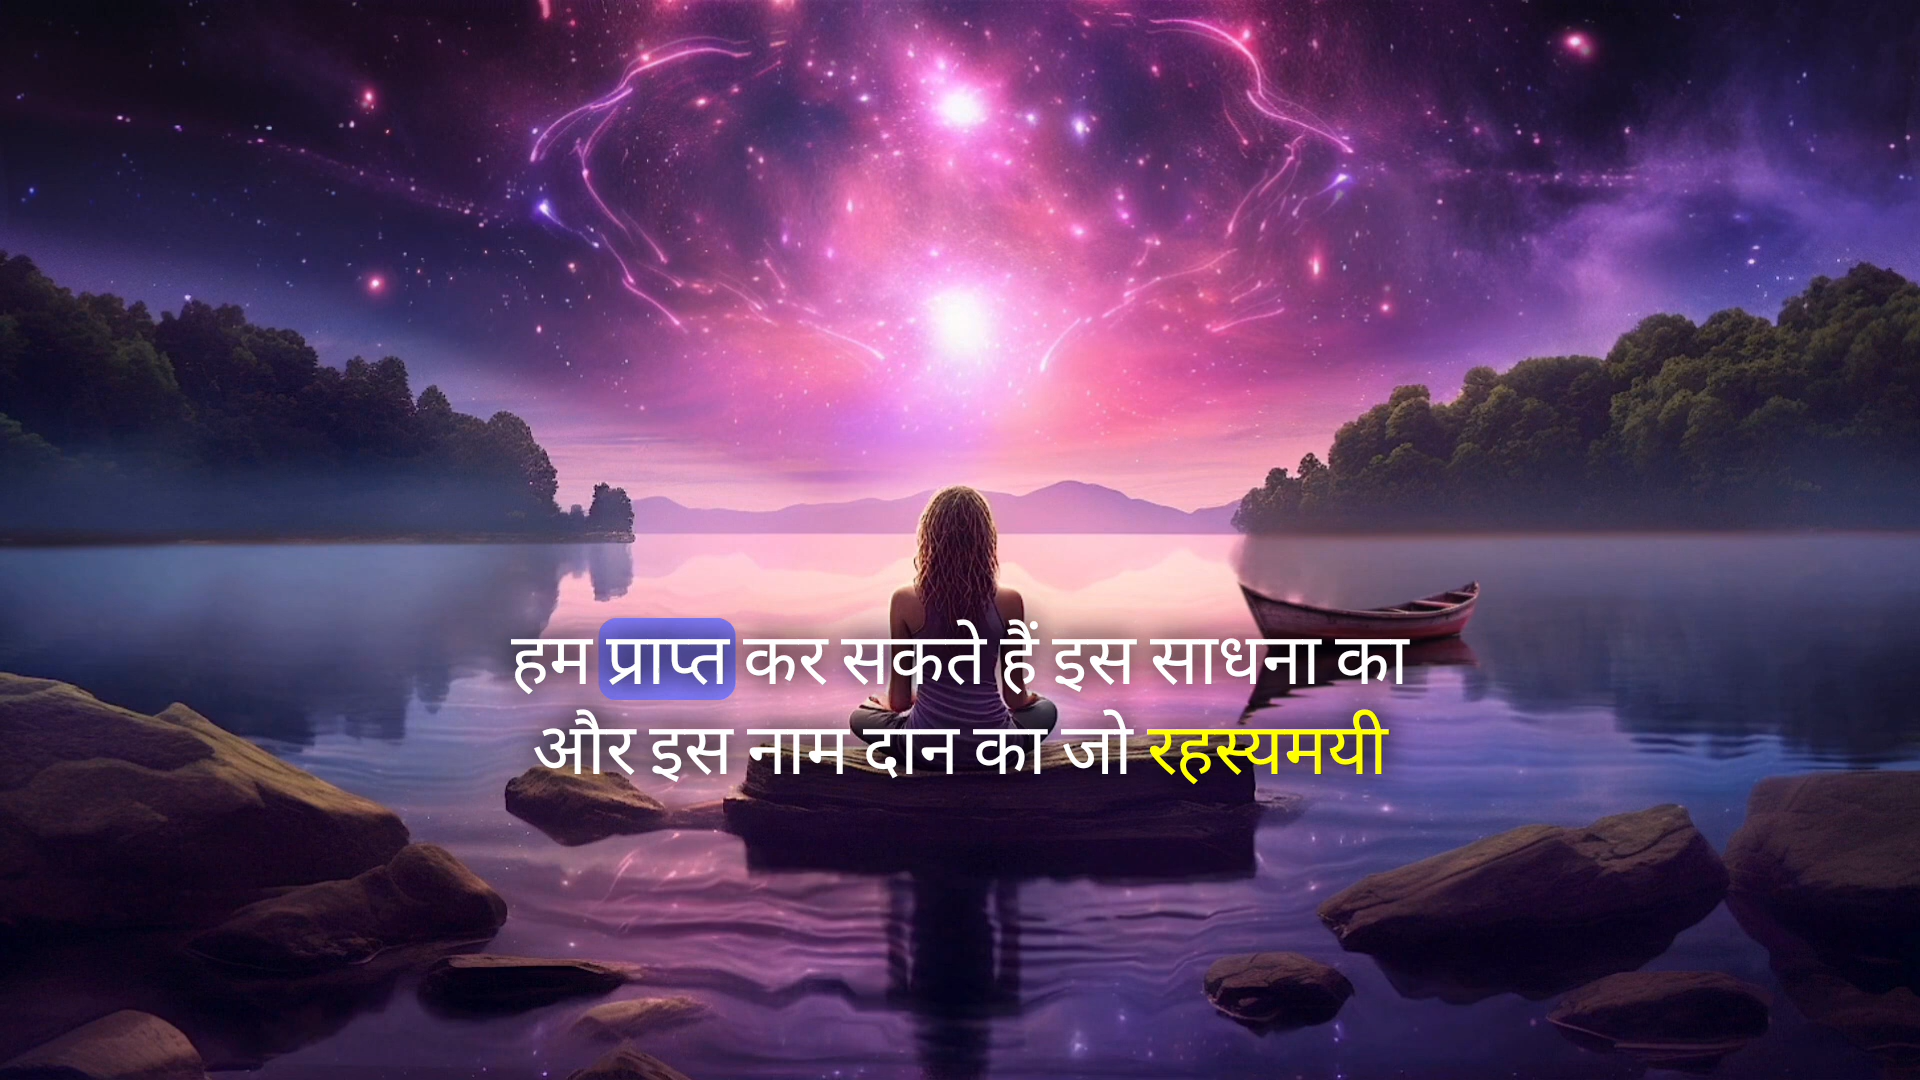 हम प्राप्त कर सकते हैं इस साधना का
और इस नाम दान का जो रहस्यमयी